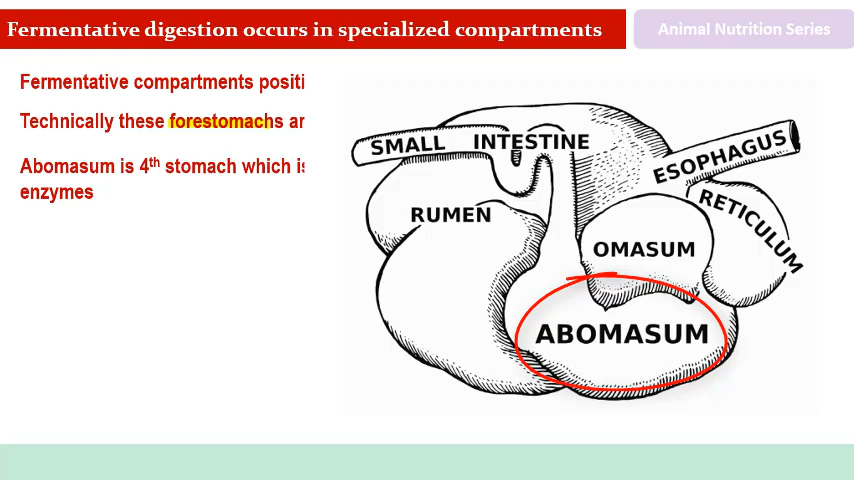 Fermentative digestion occurs in specialized compartments
Animal Nutrition Series
Fermentative compartments positi
Technically these forestomachs ar
Abomasum is 4th stomach which is
enzymes
SMALL INTESTINE
ESOPHAGUS
RETICULUM
RUMEN
OMASUM
ABOMASUM